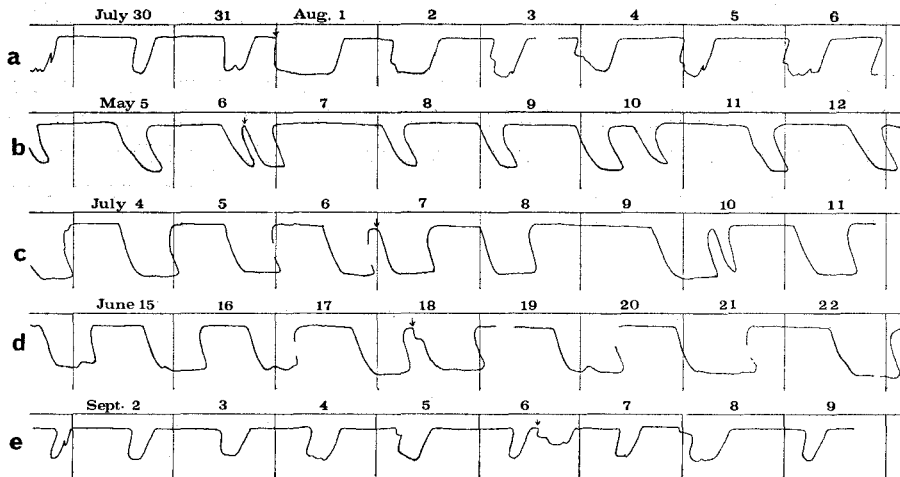 July 30 31 Aug. 1 2 3 4 5 6
a
May 5 6 7 8 9 10 11 12
b
July 4 5 6 7 8 9 10 11
c
June 15 16 17 18 19 20 21 22
d
Sept. 2 3 4 5 6 7 8 9
e